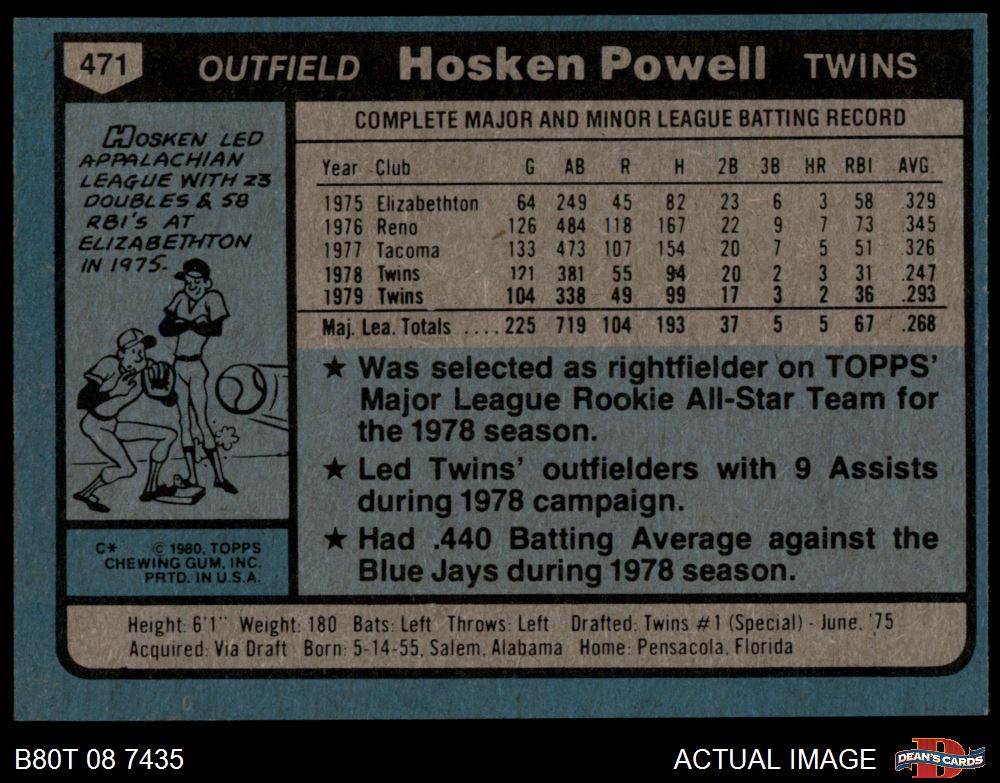 471 OUTFIELD Hosken Powell TWINS
HOSKEN LED
APPALACHIAN
LEAGUE WITH 23
DOUBLES & 58
RBI'S AT
ELIZABETHTON
IN 1975.
C* © 1980, TOPPS
CHEWING GUM, INC.
PRTD. IN U.S.A.
COMPLETE MAJOR AND MINOR LEAGUE BATTING RECORD
Year Club G AB R H 2B 3B HR RBI AVG.
1975 Elizabethton 64 249 45 82 23 6 3 58 .329
1976 Reno 126 484 118 167 22 9 7 73 .345
1977 Tacoma 133 473 107 154 20 7 5 51 .326
1978 Twins 121 381 55 94 20 2 3 31 .247
1979 Twins 104 338 49 99 17 3 2 36 .293
Maj. Lea. Totals .... 225 719 104 193 37 5 5 67 .268
★ Was selected as rightfielder on TOPPS'
Major League Rookie All-Star Team for
the 1978 season.
★ Led Twins' outfielders with 9 Assists
during 1978 campaign.
★ Had .440 Batting Average against the
Blue Jays during 1978 season.
Height: 6'1" Weight: 180 Bats: Left Throws: Left Drafted: Twins #1 (Special) - June, '75
Acquired: Via Draft Born: 5-14-55, Salem, Alabama Home: Pensacola, Florida
B80T 08 7435 ACTUAL IMAGE D DEAN'S CARDS